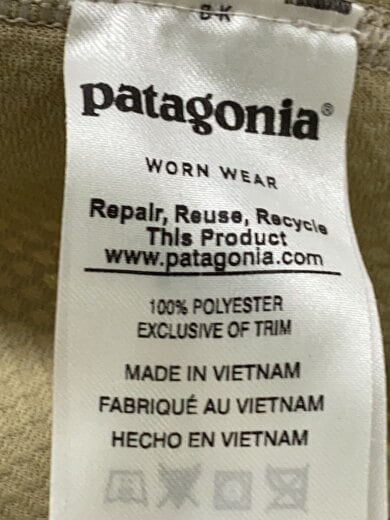 BK
patagonia®
WORN WEAR
Repair, Reuse, Recycle
This Product
www.patagonia.com
100% POLYESTER
EXCLUSIVE OF TRIM
MADE IN VIETNAM
FABRIQUÉ AU VIETNAM
HECHO EN VIETNAM